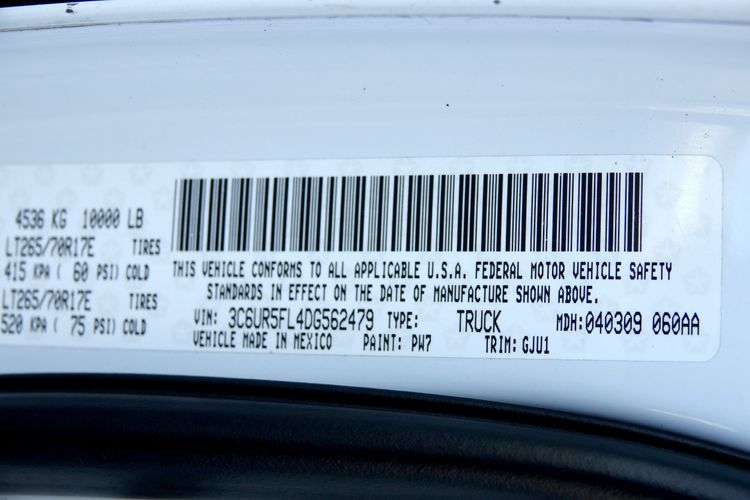 4536 KG 10000 LB
LT265/70R17E TIRES
415 KPA ( 60 PSI) COLD
LT265/70R17E TIRES
520 KPA ( 75 PSI) COLD
THIS VEHICLE CONFORMS TO ALL APPLICABLE U.S.A. FEDERAL MOTOR VEHICLE SAFETY
STANDARDS IN EFFECT ON THE DATE OF MANUFACTURE SHOWN ABOVE.
VIN: 3C6UR5FL4DG562479 TYPE: TRUCK MDH:040309 060AA
VEHICLE MADE IN MEXICO PAINT: PW7 TRIM: GJU1